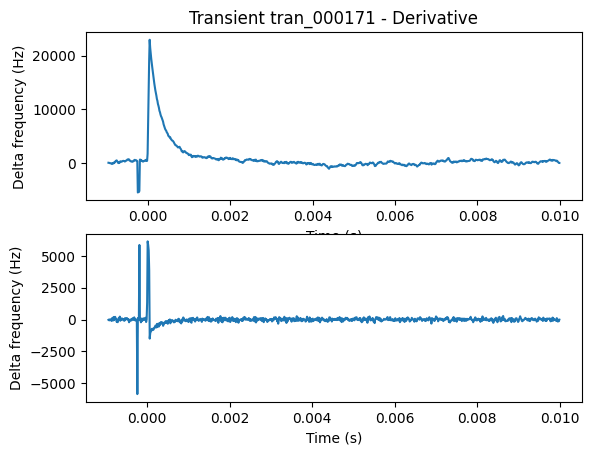 Transient tran_000171 - Derivative
Delta frequency (Hz)
20000
10000
0
0.000 0.002 0.004 0.006 0.008 0.010
Time (s)
Delta frequency (Hz)
5000
2500
0
−2500
−5000
0.000 0.002 0.004 0.006 0.008 0.010
Time (s)